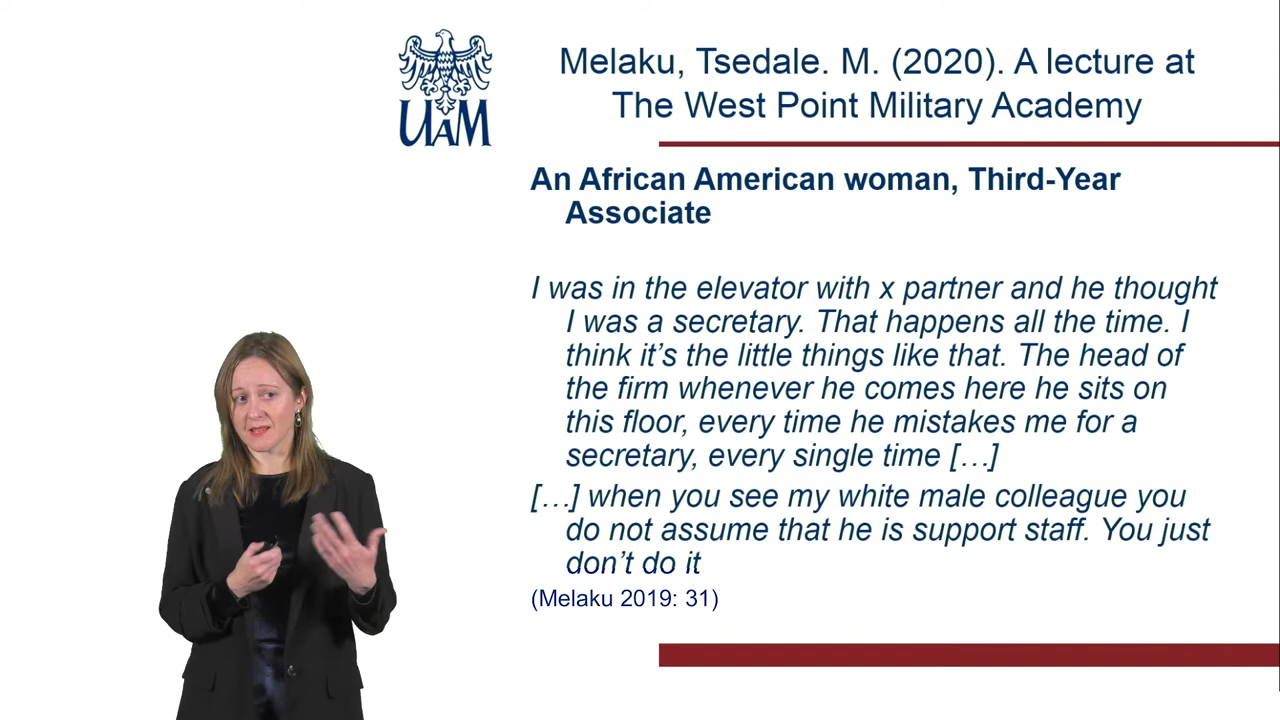 UAM
Melaku, Tsedale. M. (2020). A lecture at
The West Point Military Academy
An African American woman, Third-Year
Associate
I was in the elevator with x partner and he thought
I was a secretary. That happens all the time. I
think it’s the little things like that. The head of
the firm whenever he comes here he sits on
this floor, every time he mistakes me for a
secretary, every single time […]
[…] when you see my white male colleague you
do not assume that he is support staff. You just
don’t do it
(Melaku 2019: 31)